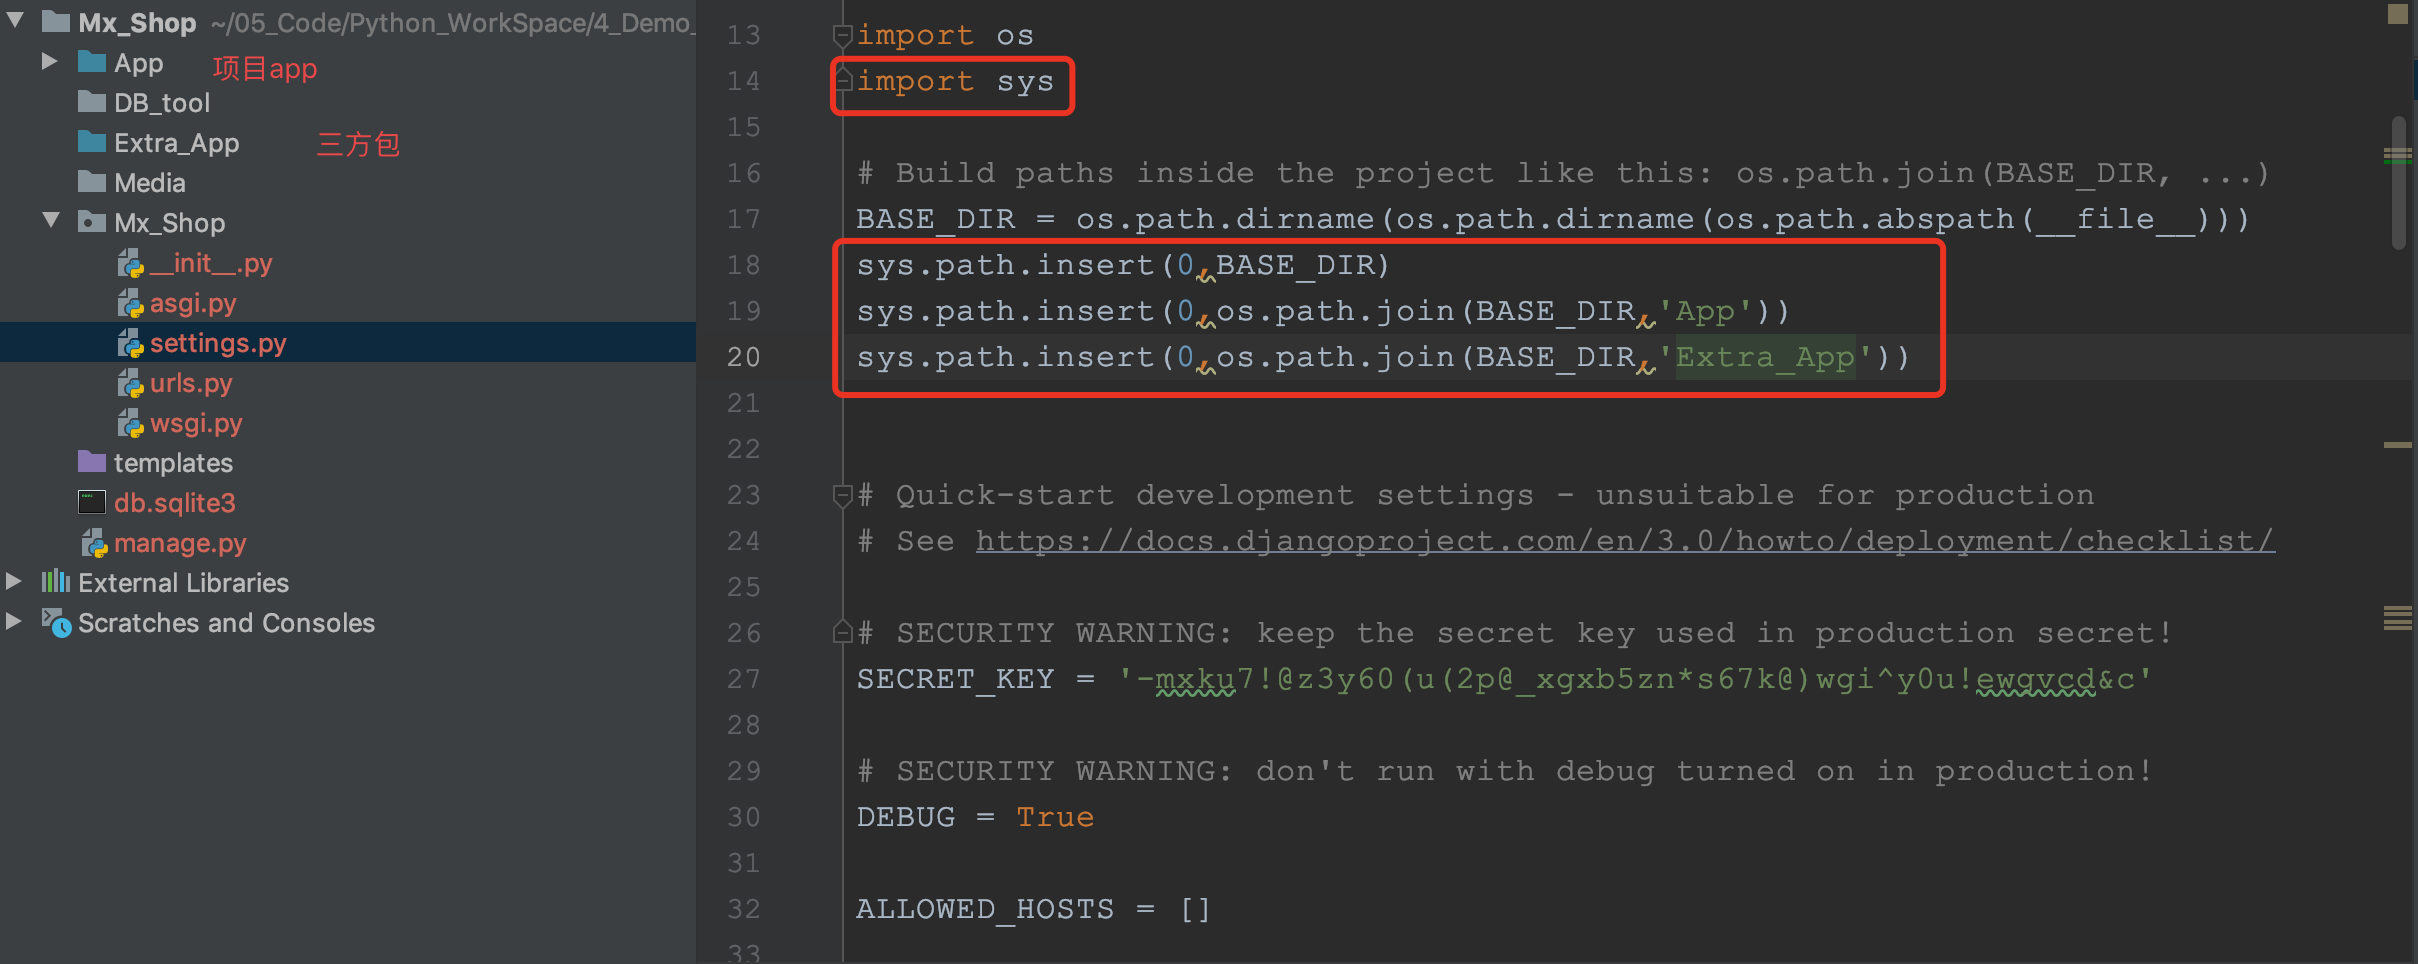 Mx_Shop ~/05_Code/Python_WorkSpace/4_Demo_
App 项目app
DB_tool
Extra_App 三方包
Media
Mx_Shop
__init__.py
asgi.py
settings.py
urls.py
wsgi.py
templates
db.sqlite3
manage.py
External Libraries
Scratches and Consoles
13 import os
14 import sys
15
16 # Build paths inside the project like this: os.path.join(BASE_DIR, ...)
17 BASE_DIR = os.path.dirname(os.path.dirname(os.path.abspath(__file__)))
18 sys.path.insert(0,BASE_DIR)
19 sys.path.insert(0,os.path.join(BASE_DIR,'App'))
20 sys.path.insert(0,os.path.join(BASE_DIR,'Extra_App'))
21
22
23 # Quick-start development settings - unsuitable for production
24 # See https://docs.djangoproject.com/en/3.0/howto/deployment/checklist/
25
26 # SECURITY WARNING: keep the secret key used in production secret!
27 SECRET_KEY = '-mxku7!@z3y60(u(2p@_xgxb5zn*s67k@)wgi^y0u!ewqvcd&c'
28
29 # SECURITY WARNING: don't run with debug turned on in production!
30 DEBUG = True
31
32 ALLOWED_HOSTS = []
33